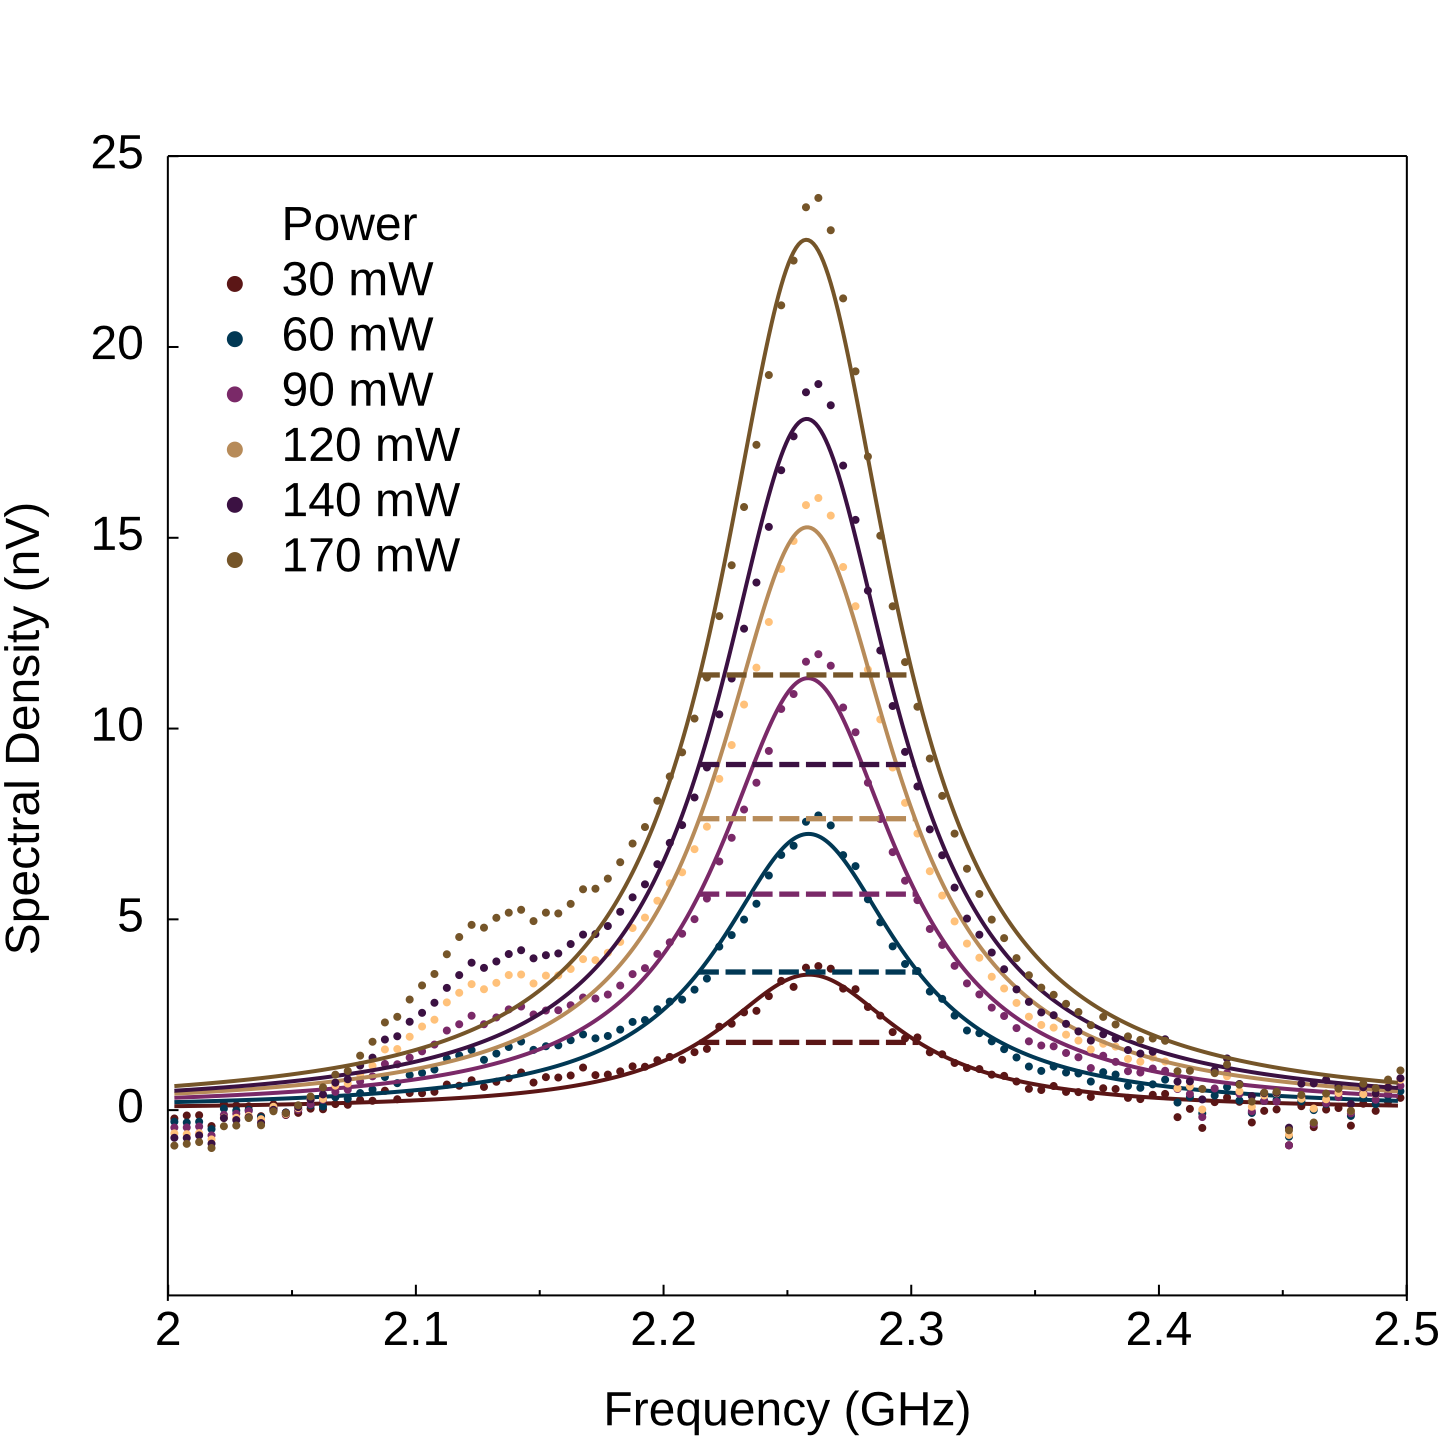 25
20
15
10
5
0
Spectral Density (nV)
Power
30 mW
60 mW
90 mW
120 mW
140 mW
170 mW
2 2.1 2.2 2.3 2.4 2.5
Frequency (GHz)